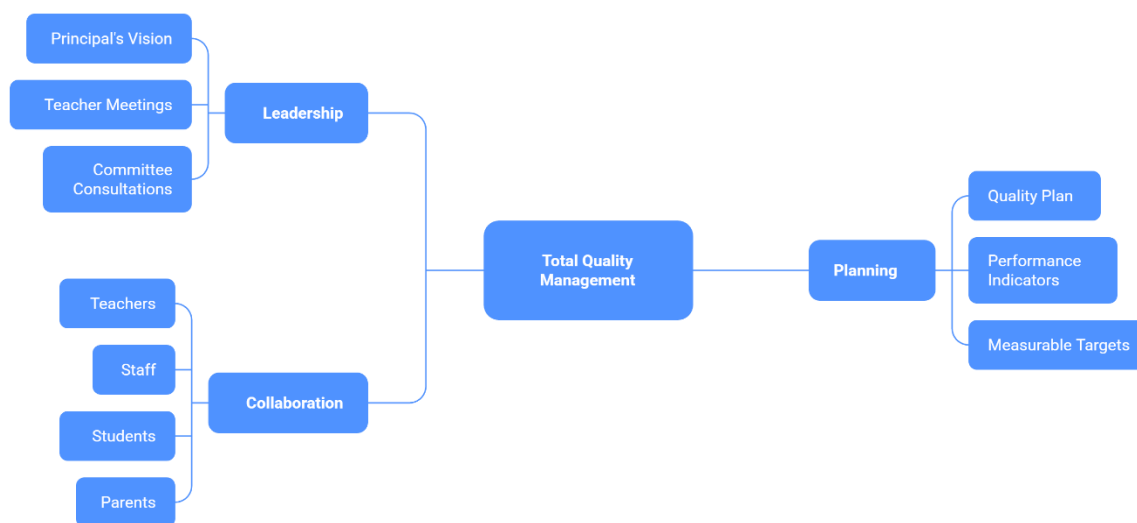 Principal's Vision
Teacher Meetings
Committee
Consultations
Leadership
Teachers
Staff
Students
Parents
Collaboration
Total Quality
Management
Planning
Quality Plan
Performance
Indicators
Measurable Targets